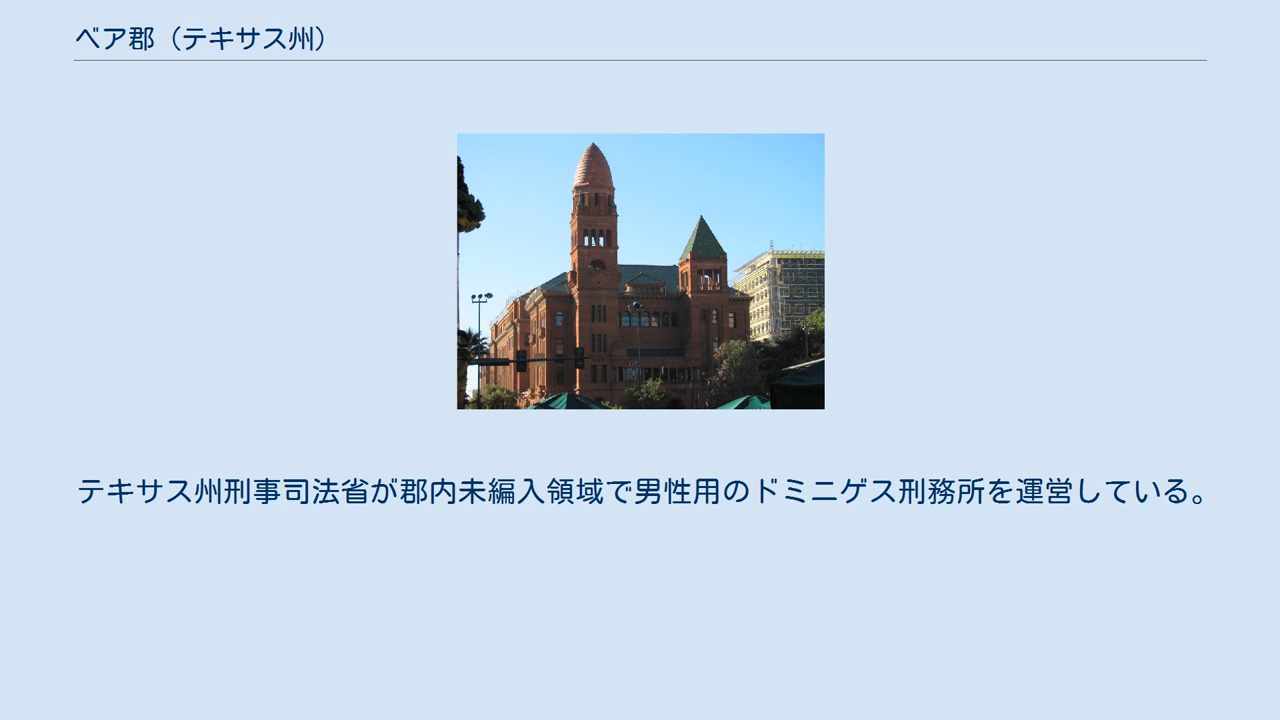 ベア郡（テキサス州）
テキサス州刑事司法省が郡内未編入領域で男性用のドミニゲス刑務所を運営している。